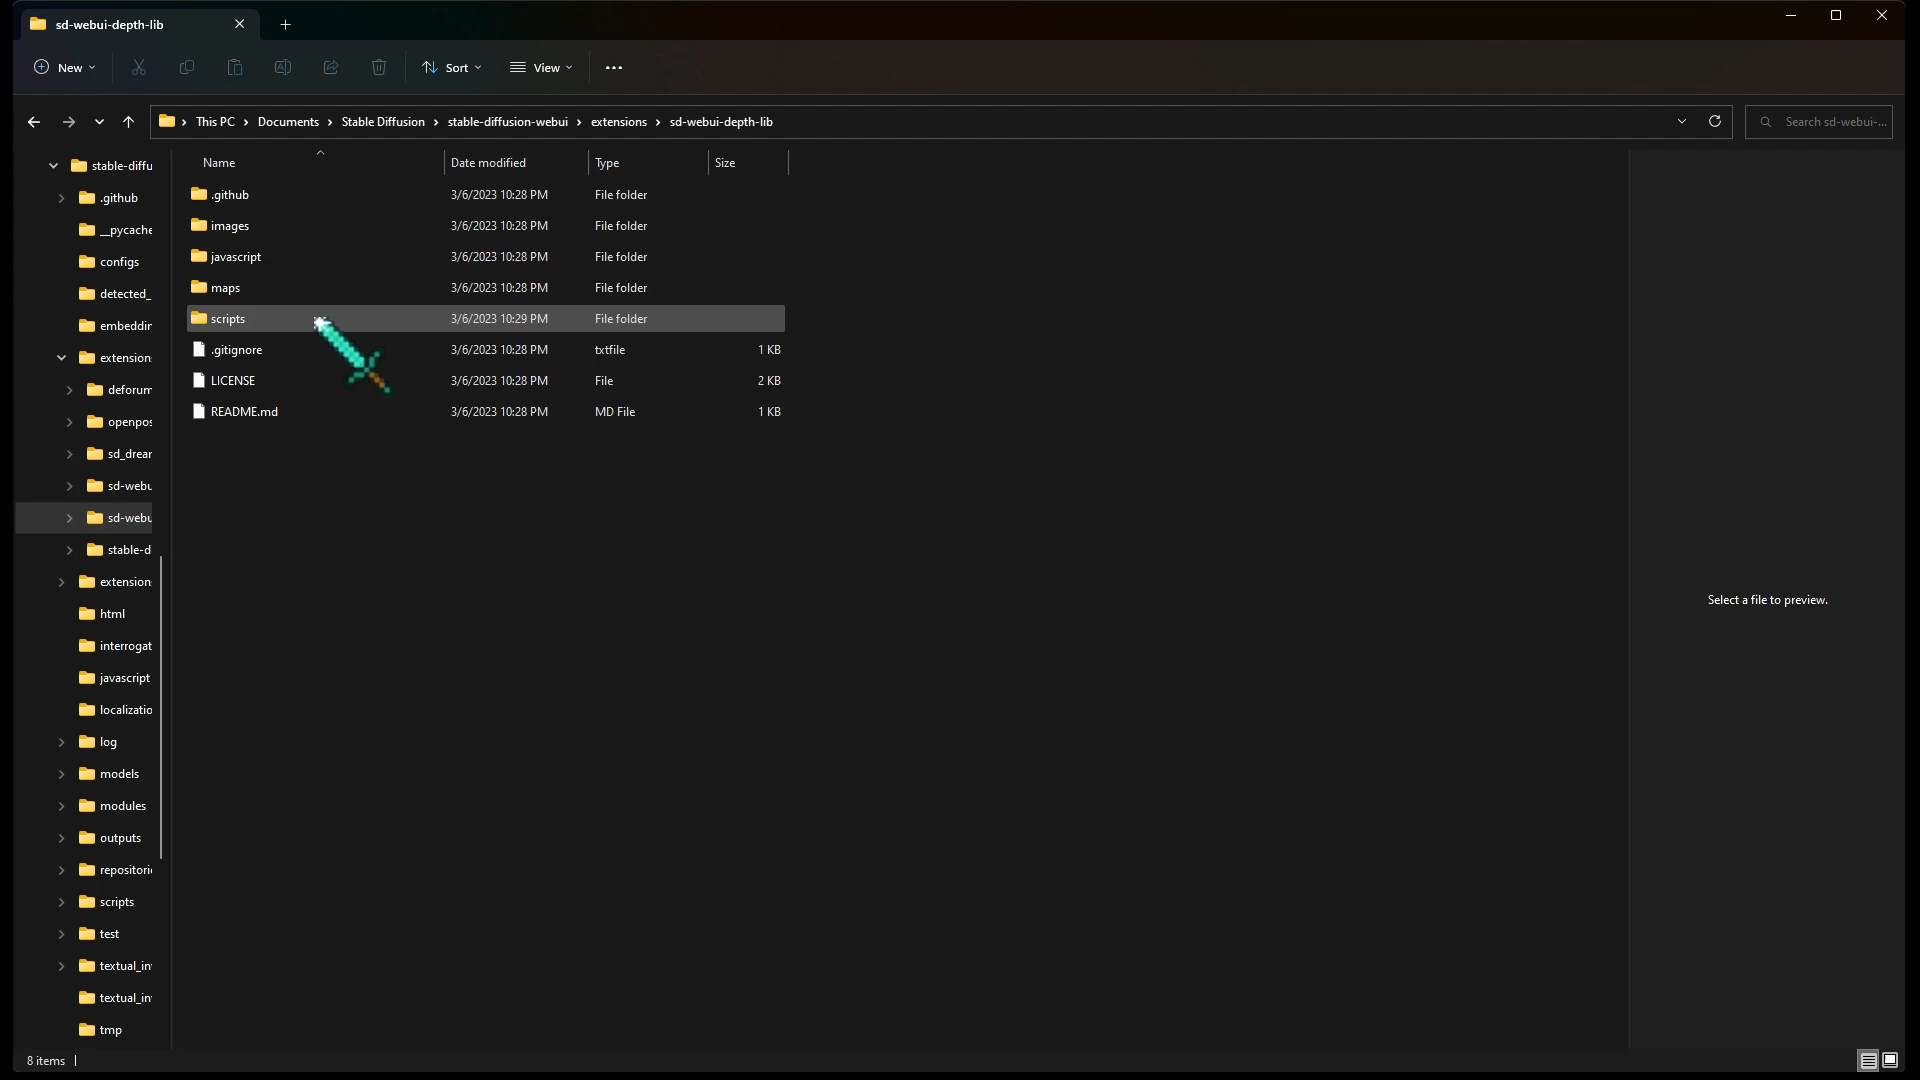 sd-webui-depth-lib
New
Sort
View
This PC > Documents > Stable Diffusion > stable-diffusion-webui > extensions > sd-webui-depth-lib
Search sd-webui-...
Name Date modified Type Size
.github 3/6/2023 10:28 PM File folder
images 3/6/2023 10:28 PM File folder
javascript 3/6/2023 10:28 PM File folder
maps 3/6/2023 10:28 PM File folder
scripts 3/6/2023 10:29 PM File folder
.gitignore 3/6/2023 10:28 PM txtfile 1 KB
LICENSE 3/6/2023 10:28 PM File 2 KB
README.md 3/6/2023 10:28 PM MD File 1 KB
stable-diffu
.github
__pycache
configs
detected_
embeddin
extension
deforum
openpos
sd_drear
sd-webu
sd-webu
stable-d
extension
html
interrogat
javascript
localizatio
log
models
modules
outputs
repositori
scripts
test
textual_in
textual_in
tmp
Select a file to preview.
8 items